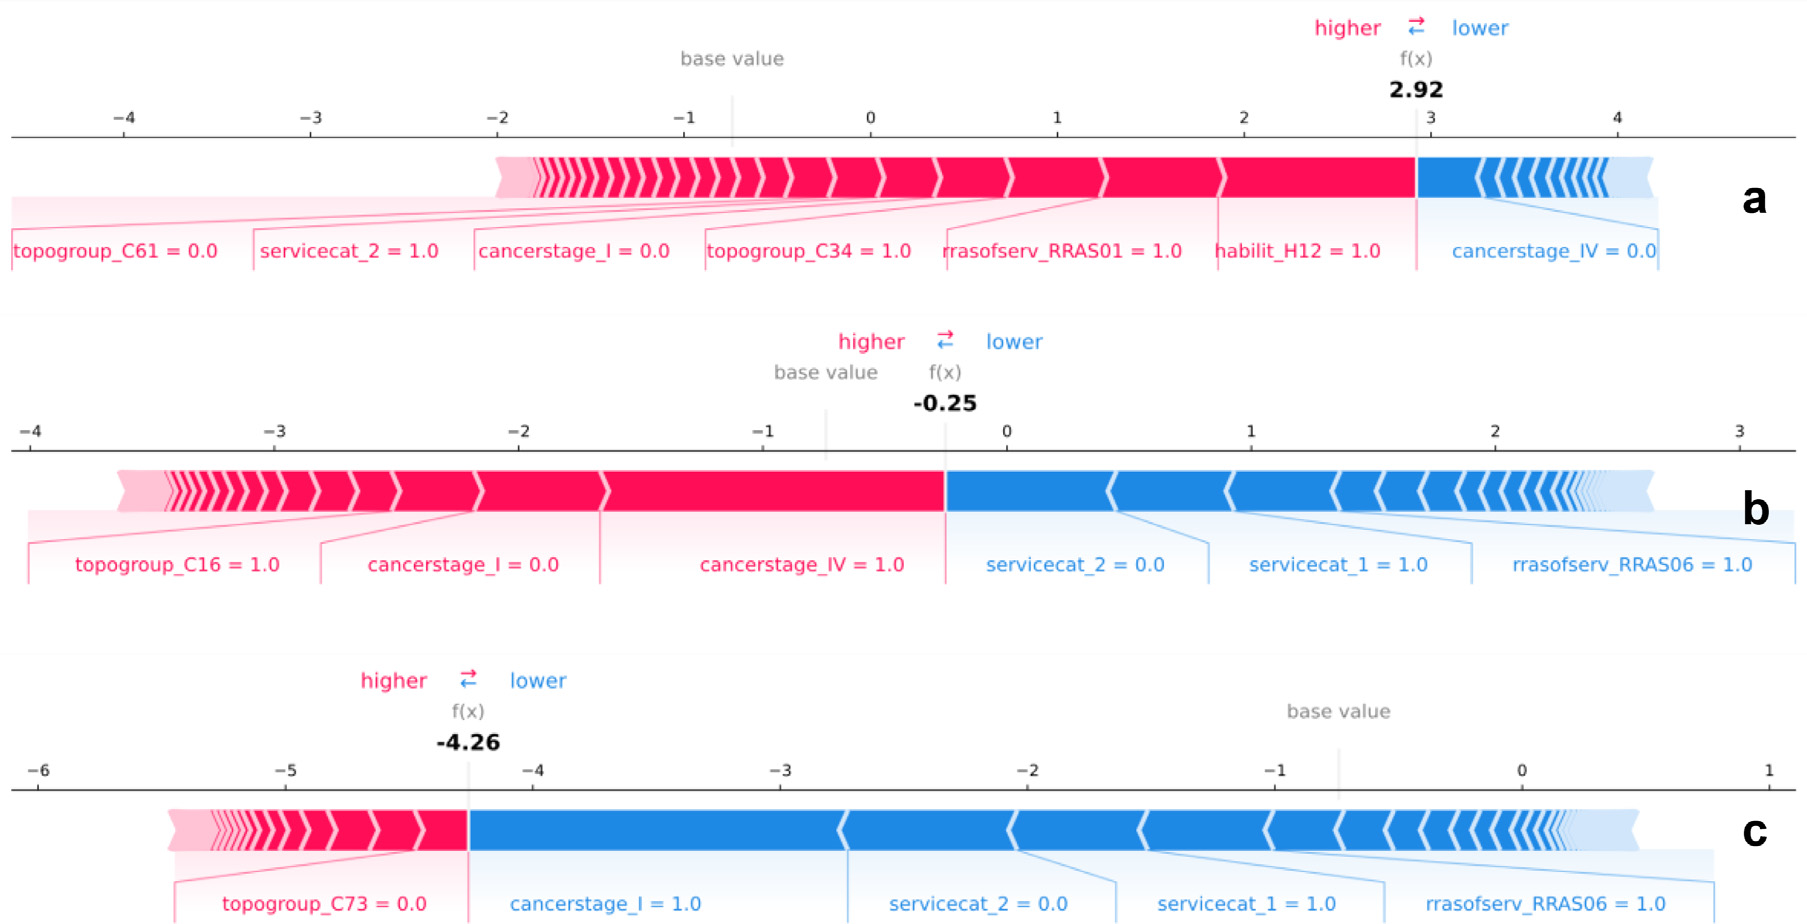 higher ⇄ lower
base value f(x)
2.92
−4 −3 −2 −1 0 1 2 3 4
a
topogroup_C61 = 0.0 servicecat_2 = 1.0 cancerstage_I = 0.0 topogroup_C34 = 1.0 rrasofserv_RRAS01 = 1.0 habilit_H12 = 1.0 cancerstage_IV = 0.0
higher ⇄ lower
base value f(x)
-0.25
−4 −3 −2 −1 0 1 2 3
b
topogroup_C16 = 1.0 cancerstage_I = 0.0 cancerstage_IV = 1.0 servicecat_2 = 0.0 servicecat_1 = 1.0 rrasofserv_RRAS06 = 1.0
higher ⇄ lower
f(x) base value
-4.26
−6 −5 −4 −3 −2 −1 0 1
c
topogroup_C73 = 0.0 cancerstage_I = 1.0 servicecat_2 = 0.0 servicecat_1 = 1.0 rrasofserv_RRAS06 = 1.0